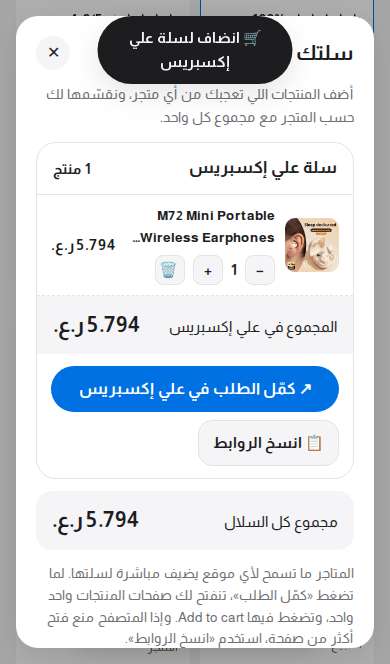 🛒 انضاف لسلة علي
إكسبريس
سلتك
✕
أضف المنتجات اللي تعجبك من أي متجر، ونقسّمها لك
حسب المتجر مع مجموع كل واحد.
سلة علي إكسبريس
1 منتج
M72 Mini Portable
Wireless Earphones…
− 1 + 🗑️
5.794 ر.ع.
المجموع في علي إكسبريس
5.794 ر.ع.
↗ كمّل الطلب في علي إكسبريس
📋 انسخ الروابط
مجموع كل السلال
5.794 ر.ع.
المتاجر ما تسمح لأي موقع يضيف مباشرة لسلتها. لما
تضغط «كمّل الطلب»، تنفتح لك صفحات المنتجات واحد
واحد، وتضغط فيها Add to cart. وإذا المتصفح منع فتح
أكثر من صفحة، استخدم «انسخ الروابط».